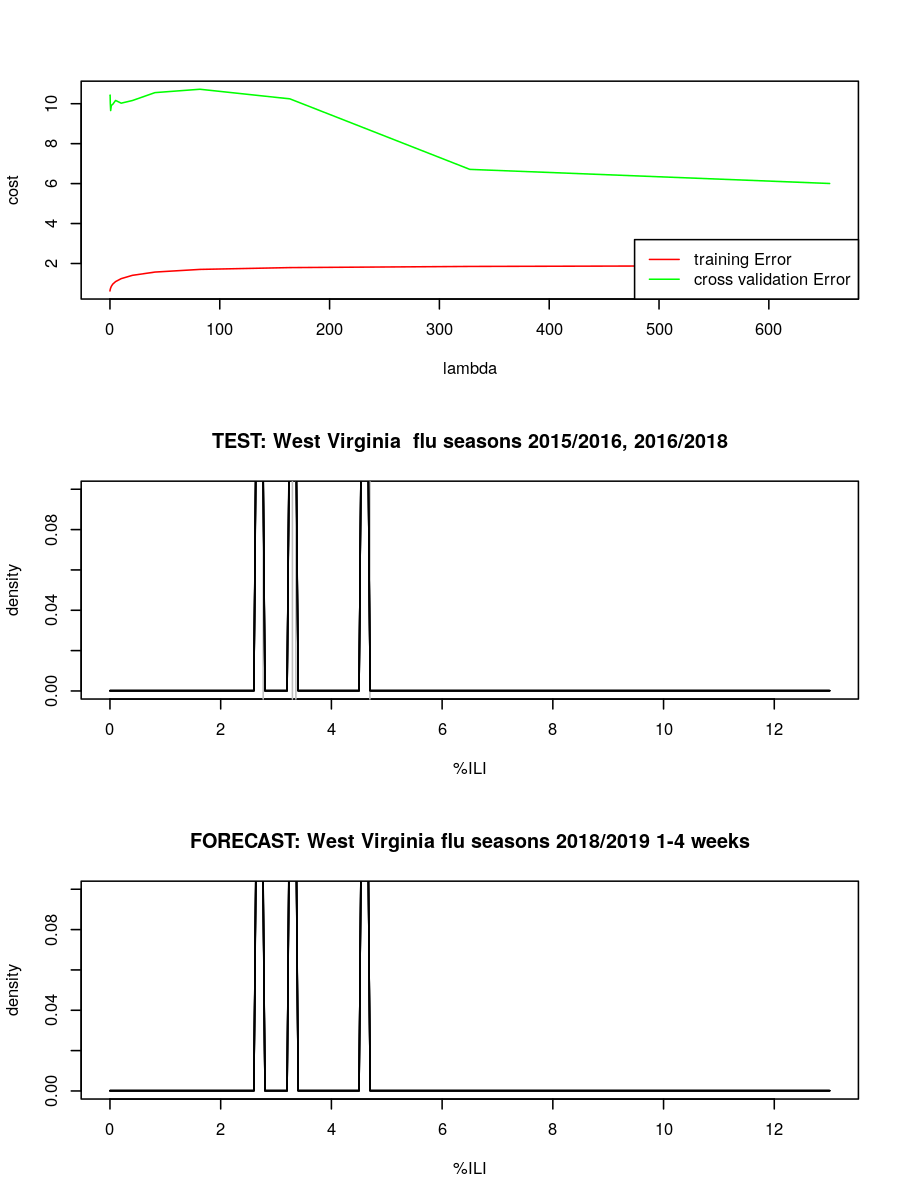 10
8
6
4
2
cost
training Error
cross validation Error
0 100 200 300 400 500 600
lambda
TEST: West Virginia  flu seasons 2015/2016, 2016/2018
0.08
0.04
0.00
density
0 2 4 6 8 10 12
%ILI
FORECAST: West Virginia flu seasons 2018/2019 1-4 weeks
0.08
0.04
0.00
density
0 2 4 6 8 10 12
%ILI